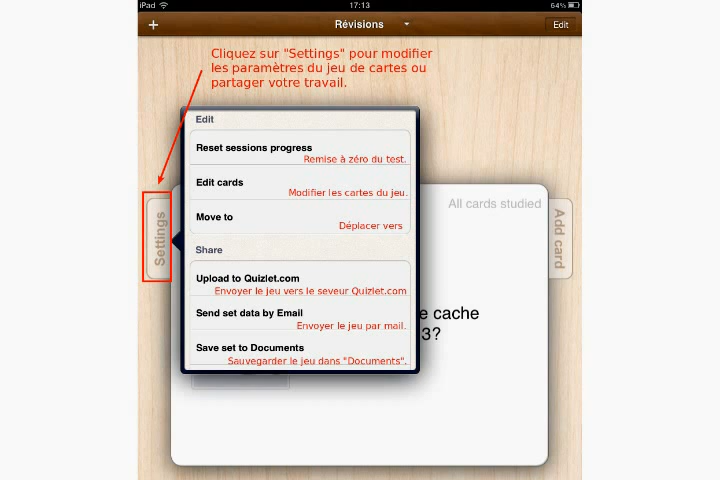 iPad 17:13 64%
+ Révisions Edit
Cliquez sur "Settings" pour modifier
les paramètres du jeu de cartes ou
partager votre travail.
Edit
Reset sessions progress
Remise à zéro du test.
Edit cards
Modifier les cartes du jeu.
Move to
Déplacer vers
Share
Upload to Quizlet.com
Envoyer le jeu vers le seveur Quizlet.com
Send set data by Email
Envoyer le jeu par mail.
Save set to Documents
Sauvegarder le jeu dans "Documents".
Settings
All cards studied
Add card
e cache
3?